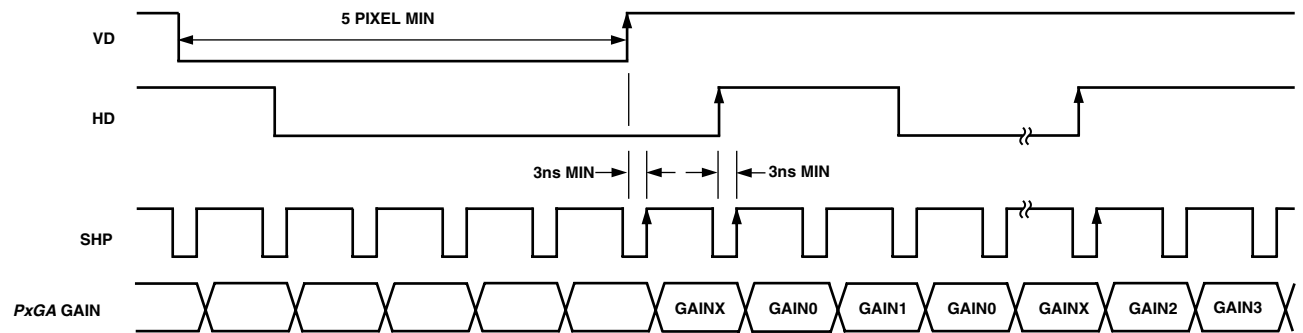 5 PIXEL MIN
VD
HD
3ns MIN
3ns MIN
SHP
PxGA GAIN
GAINX
GAIN0
GAIN1
GAIN0
GAINX
GAIN2
GAIN3